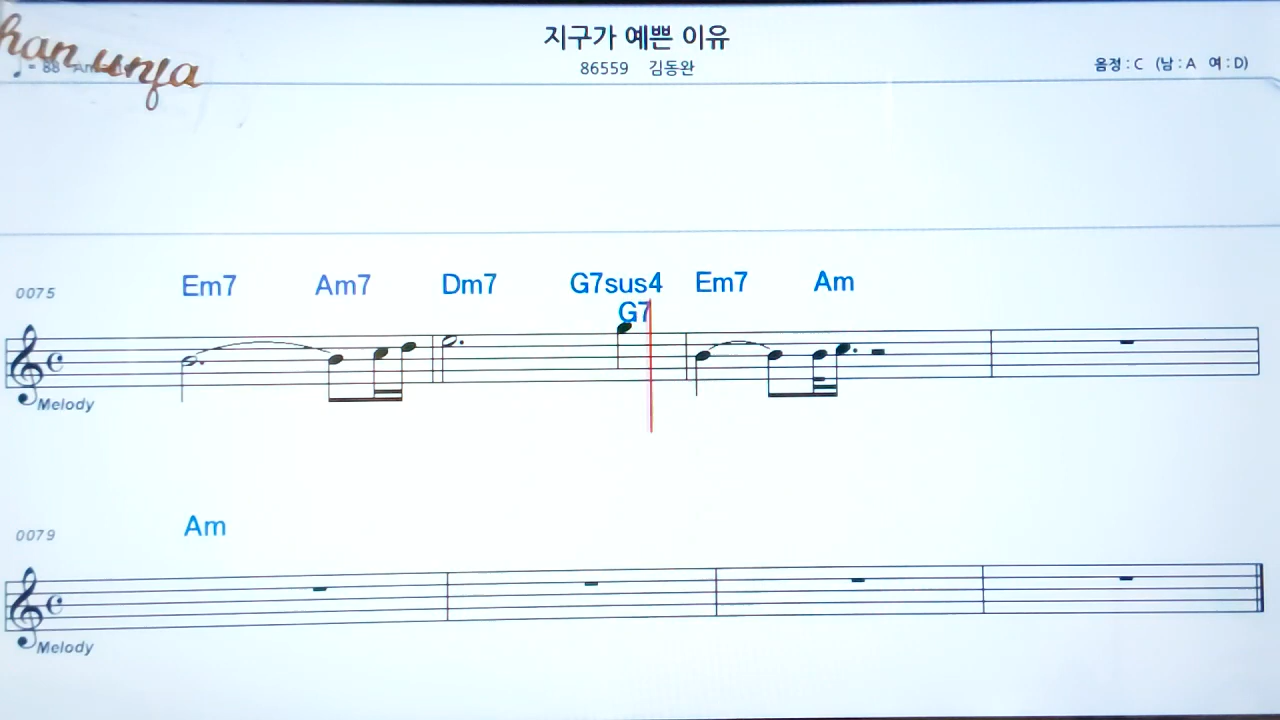 지구가 예쁜 이유
han unja
= 88
86559 김동완
음정 : C (남 : A 여 : D)
0075
Em7 Am7 Dm7 G7sus4 Em7 Am
G7
Melody
0079
Am
Melody